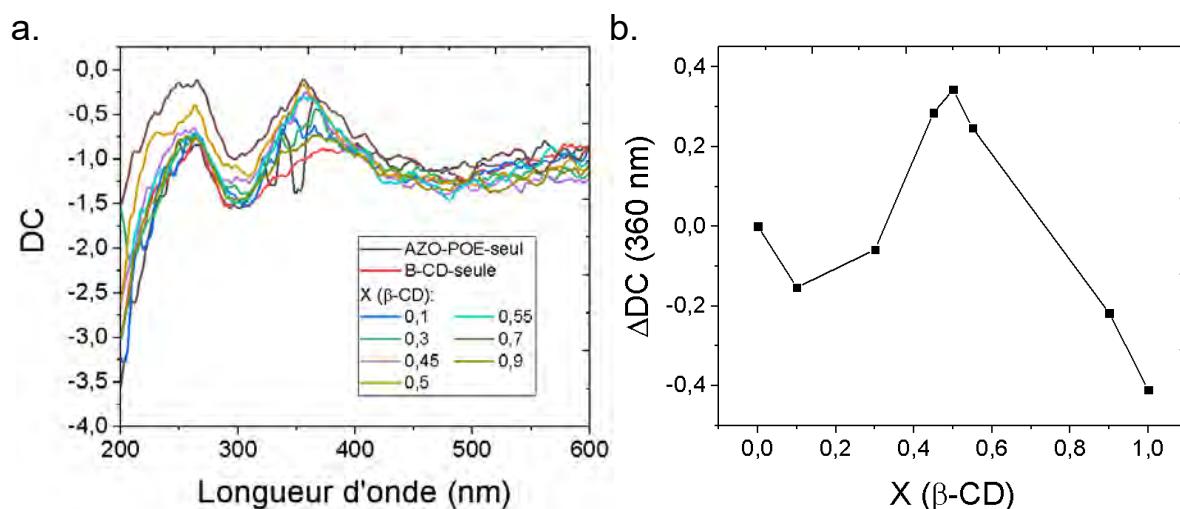 a.
DC
0,0
-0,5
-1,0
-1,5
-2,0
-2,5
-3,0
-3,5
-4,0
200 300 400 500 600
Longueur d'onde (nm)
AZO-POE-seul
B-CD-seule
X (β-CD):
0,1 0,55
0,3 0,7
0,45 0,9
0,5
b.
ΔDC (360 nm)
0,4
0,2
0,0
-0,2
-0,4
0,0 0,2 0,4 0,6 0,8 1,0
X (β-CD)